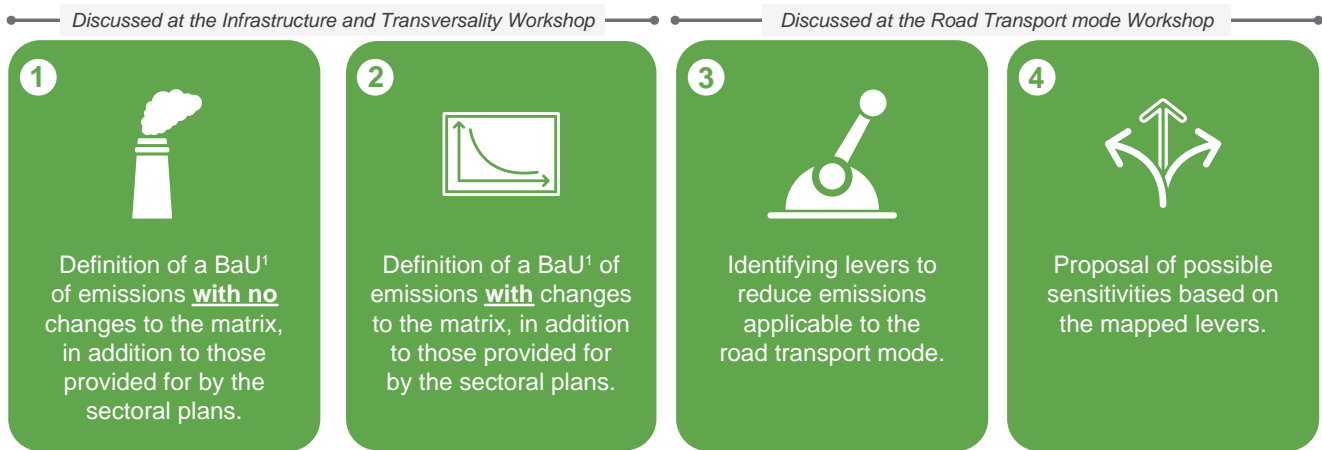 Discussed at the Infrastructure and Transversality Workshop
Discussed at the Road Transport mode Workshop
1
Definition of a BaU¹
of emissions with no
changes to the matrix,
in addition to those
provided for by the
sectoral plans.
2
Definition of a BaU¹ of
emissions with changes
to the matrix, in addition
to those provided for
by the sectoral plans.
3
Identifying levers to
reduce emissions
applicable to the
road transport mode.
4
Proposal of possible
sensitivities based on
the mapped levers.